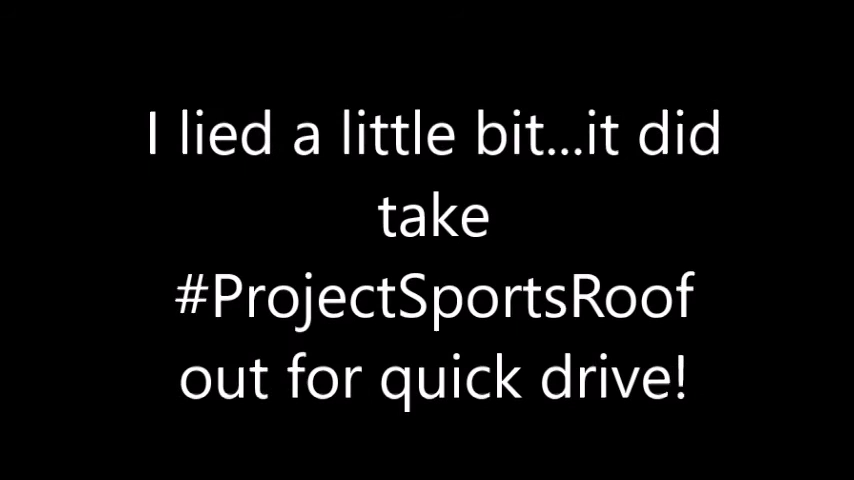 I lied a little bit...it did
take
#ProjectSportsRoof
out for quick drive!